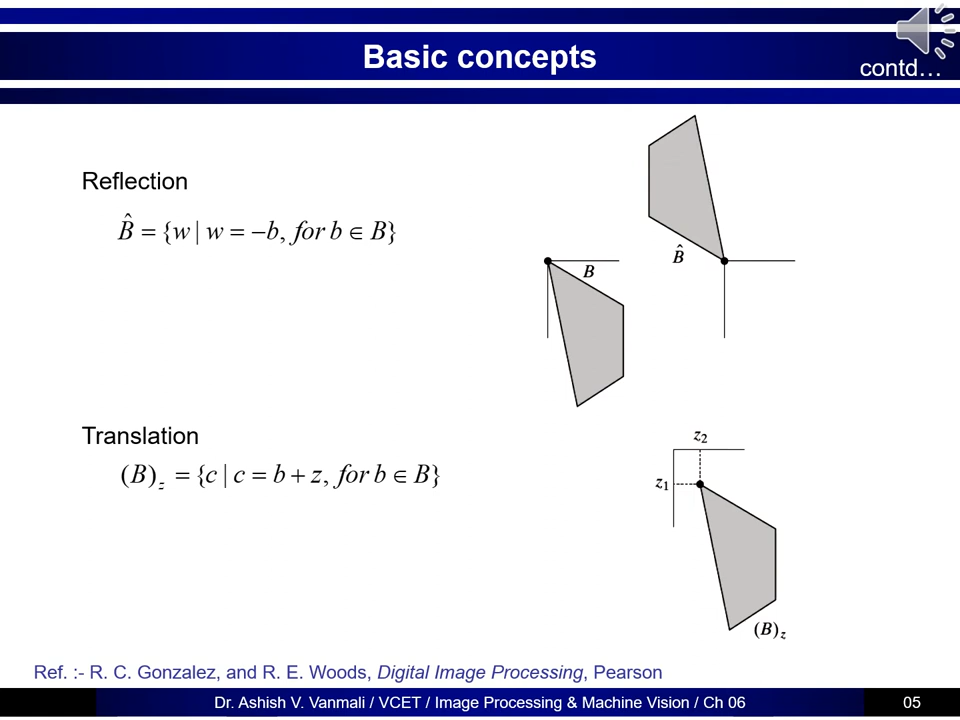 Basic concepts
contd…
Reflection
B̂ = {w | w = −b, for b ∈ B}
B̂
B
Translation
(B)z = {c | c = b + z, for b ∈ B}
z2
z1
(B)z
Ref. :- R. C. Gonzalez, and R. E. Woods, Digital Image Processing, Pearson
Dr. Ashish V. Vanmali / VCET / Image Processing & Machine Vision / Ch 06
05